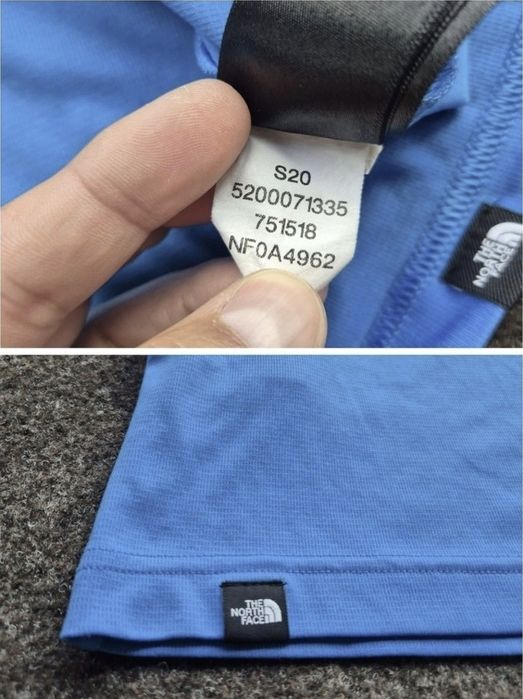 S20
5200071335
751518
NF0A4962
THE
NORTH
FACE
THE
NORTH
FACE